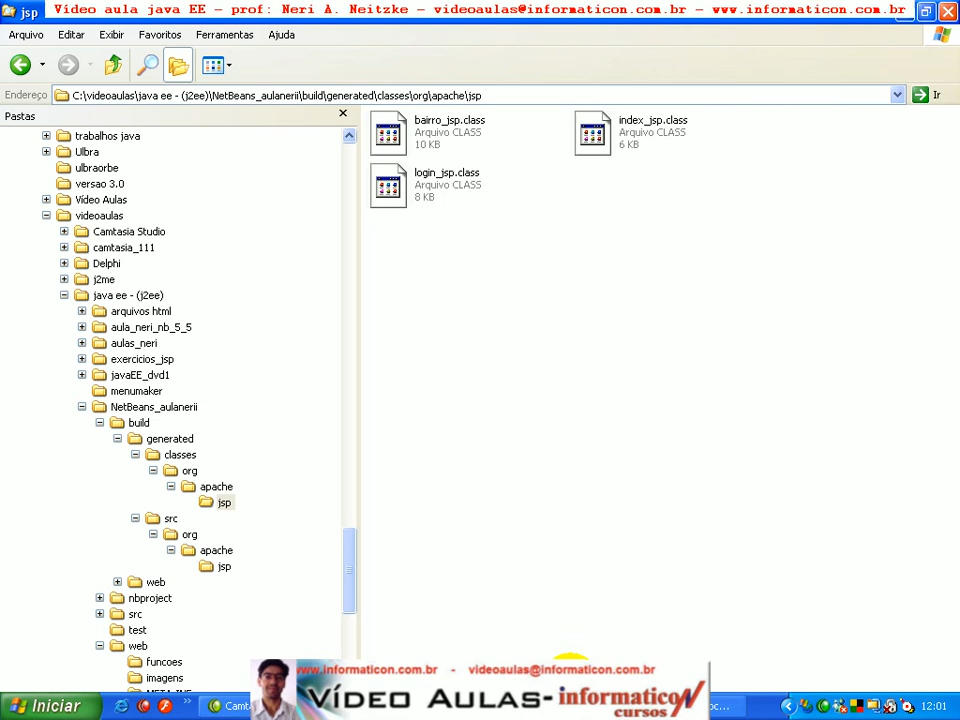 jsp
Vídeo aula java EE – prof: Neri A. Neitzke – videoaulas@informaticon.com.br – www.informaticon.com.br
Arquivo Editar Exibir Favoritos Ferramentas Ajuda
Endereço C:\videoaulas\java ee - (j2ee)\NetBeans_aulanerii\build\generated\classes\org\apache\jsp Ir
Pastas
trabalhos java
Ulbra
ulbraorbe
versao 3.0
Vídeo Aulas
videoaulas
Camtasia Studio
camtasia_111
Delphi
j2me
java ee - (j2ee)
arquivos html
aula_neri_nb_5_5
aulas_neri
exercicios_jsp
javaEE_dvd1
menumaker
NetBeans_aulanerii
build
generated
classes
org
apache
jsp
src
org
apache
jsp
web
nbproject
src
test
web
funcoes
imagens
bairro_jsp.class
Arquivo CLASS
10 KB
index_jsp.class
Arquivo CLASS
6 KB
login_jsp.class
Arquivo CLASS
8 KB
www.informaticon.com.br - videoaulas@informaticon.com.br
VÍDEO AULAS- informaticON
cursos
Iniciar
12:01